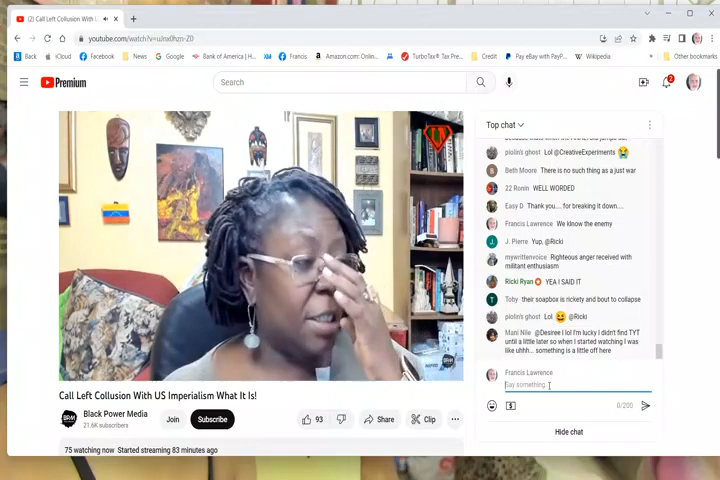 (2) Call Left Collusion With U
youtube.com/watch?v=uJnx0hzn-Z0
Back iCloud Facebook News Google Bank of America | H... XM Francis Amazon.com: Onlin... TurboTax® Tax Pre... Credit Pay eBay with PayP... Wikipedia Other bookmarks
Premium
Search
2
Top chat
piolin's ghost Lol @CreativeExperiments
Beth Moore There is no such thing as a just war
22 Ronin WELL WORDED
Easy D Thank you.... for breaking it down....
Francis Lawrence We klnow the enemy
J. Pierre Yup, @Ricki
mywrittenvoice Righteous anger received with
militant enthusiasm
Ricki Ryan YEA I SAID IT
Toby their soapbox is rickety and bout to collapse
piolin's ghost Lol @Ricki
Mani Nile @Desiree I lol I'm lucky I didn't find TYT
until a little later so when I started watching I was
like uhhh... something is a little off here
Francis Lawrence
Say something...
0/200
Hide chat
Call Left Collusion With US Imperialism What It Is!
Black Power Media
21.6K subscribers
Join
Subscribe
93
Share
Clip
75 watching now Started streaming 83 minutes ago